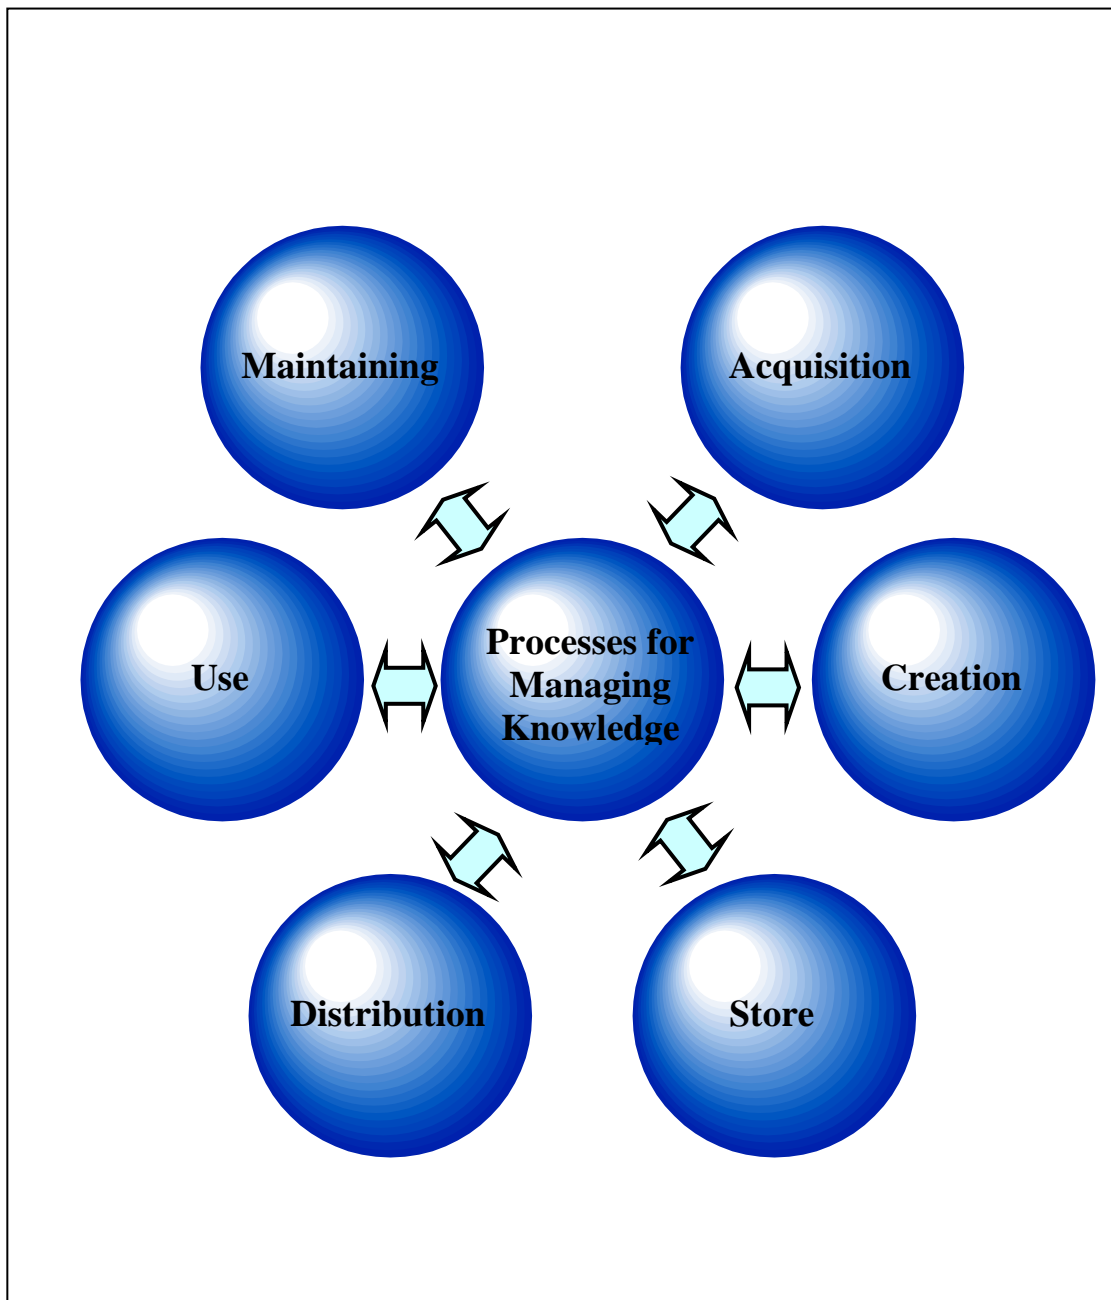 Maintaining
Acquisition
Use
Processes for
Managing
Knowledge
Creation
Distribution
Store